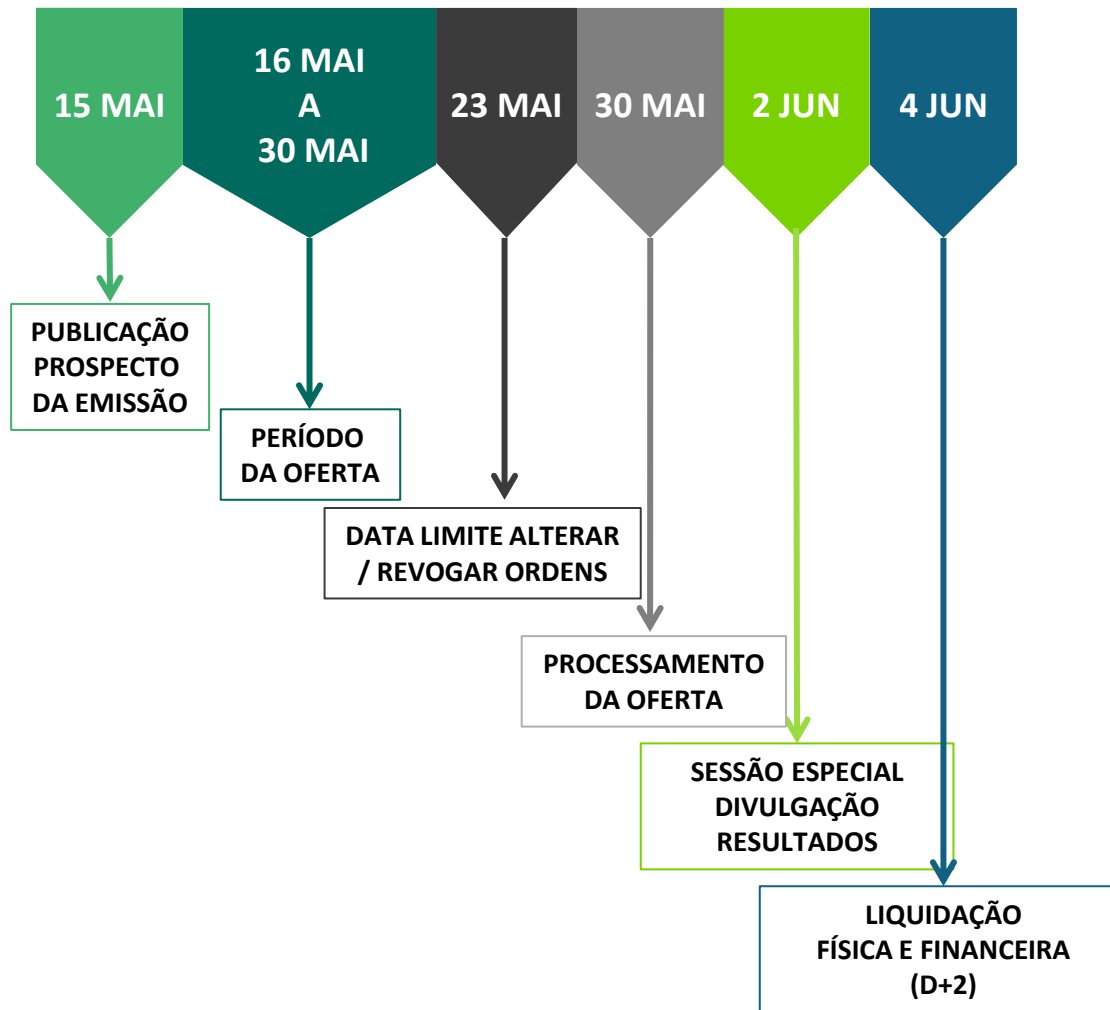 15 MAI
16 MAI
A
30 MAI
23 MAI
30 MAI
2 JUN
4 JUN
PUBLICAÇÃO
PROSPECTO
DA EMISSÃO
PERÍODO
DA OFERTA
DATA LIMITE ALTERAR
/ REVOGAR ORDENS
PROCESSAMENTO
DA OFERTA
SESSÃO ESPECIAL
DIVULGAÇÃO
RESULTADOS
LIQUIDAÇÃO
FÍSICA E FINANCEIRA
(D+2)